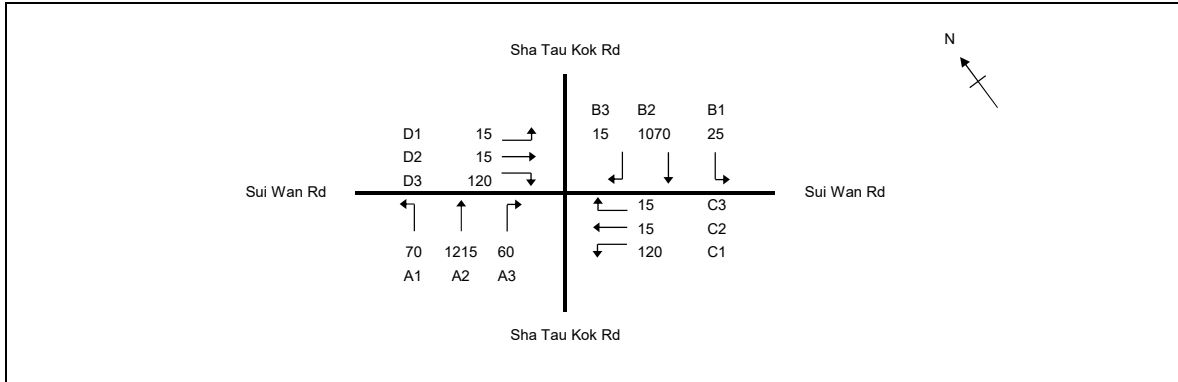 N
Sha Tau Kok Rd
B3 B2 B1
D1 15 15 1070 25
D2 15
D3 120
Sui Wan Rd Sui Wan Rd
15 C3
15 C2
70 1215 60 120 C1
A1 A2 A3
Sha Tau Kok Rd